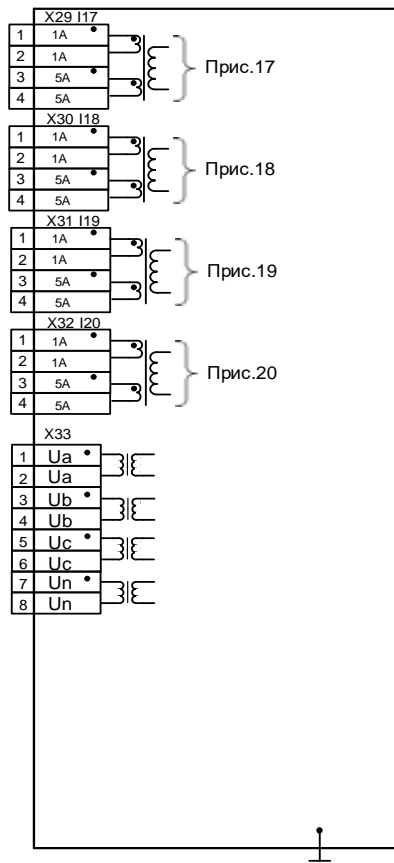 X29 I17
1 1A
2 1A
3 5A
4 5A
Прис.17
X30 I18
1 1A
2 1A
3 5A
4 5A
Прис.18
X31 I19
1 1A
2 1A
3 5A
4 5A
Прис.19
X32 I20
1 1A
2 1A
3 5A
4 5A
Прис.20
X33
1 Ua
2 Ua
3 Ub
4 Ub
5 Uc
6 Uc
7 Un
8 Un